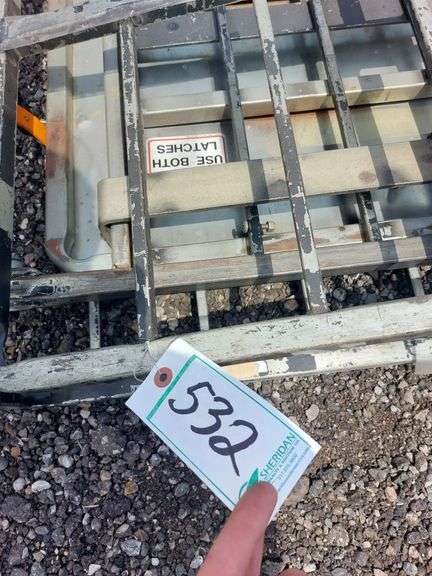 USE BOTH
LATCHES
532
SHERIDAN